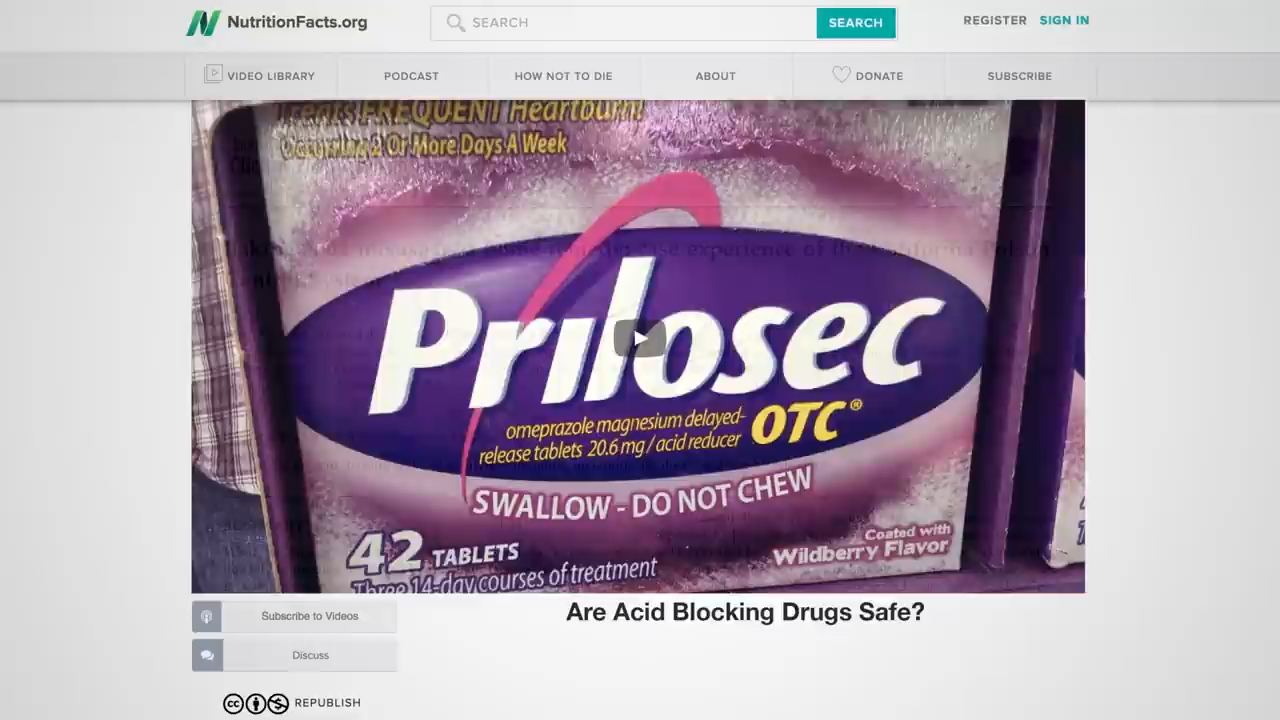 NutritionFacts.org
SEARCH
SEARCH
REGISTER
SIGN IN
VIDEO LIBRARY
PODCAST
HOW NOT TO DIE
ABOUT
DONATE
SUBSCRIBE
Treats FREQUENT Heartburn!
Occurring 2 Or More Days A Week
Prilosec
omeprazole magnesium delayed-
release tablets 20.6 mg / acid reducer
OTC®
SWALLOW - DO NOT CHEW
42 TABLETS
Three 14-day courses of treatment
Coated with
Wildberry Flavor
Subscribe to Videos
Are Acid Blocking Drugs Safe?
Discuss
cc
REPUBLISH